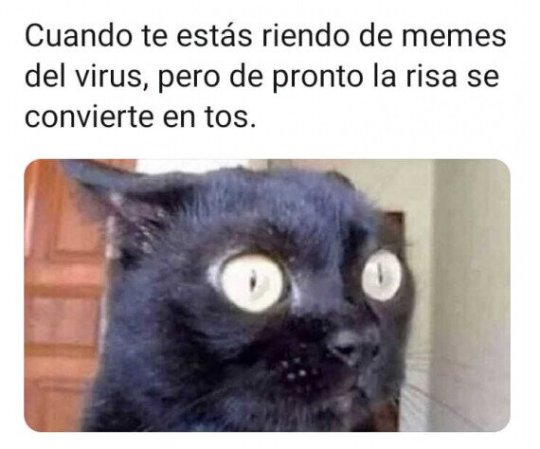 Cuando te estás riendo de memes
del virus, pero de pronto la risa se
convierte en tos.